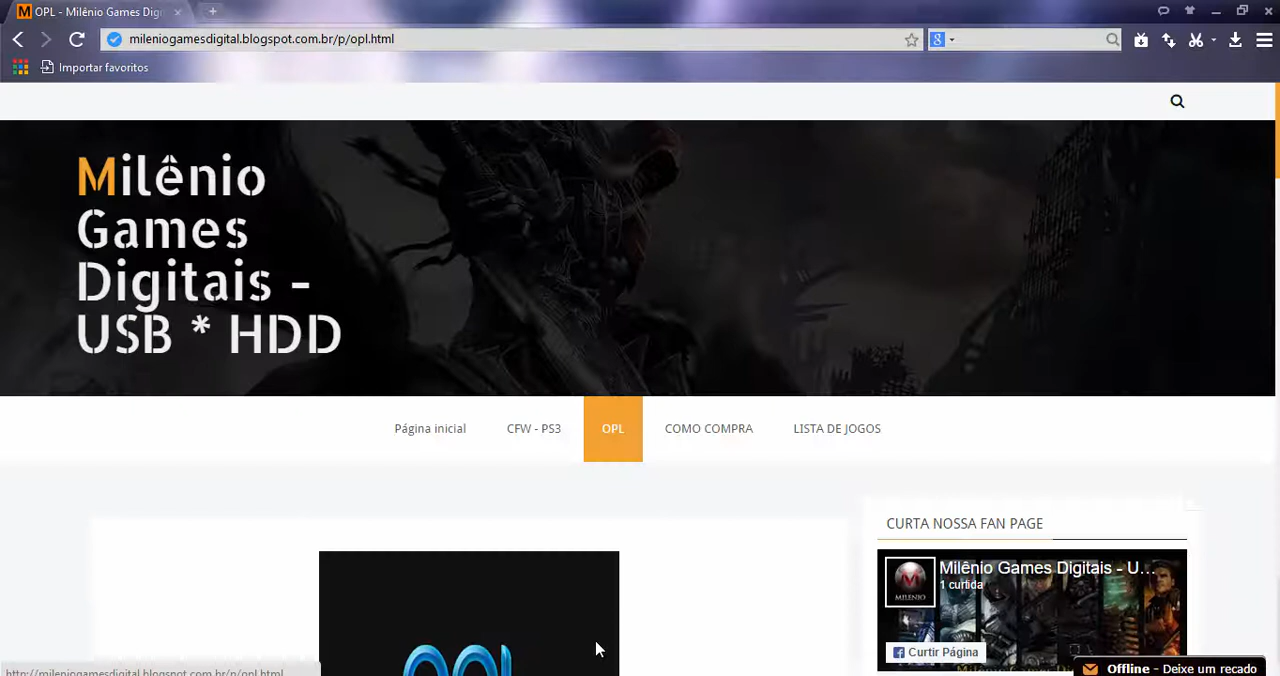 OPL - Milênio Games Digi
mileniogamesdigital.blogspot.com.br/p/opl.html
Importar favoritos
Milênio
Games
Digitais -
USB * HDD
Página inicial
CFW - PS3
OPL
COMO COMPRA
LISTA DE JOGOS
CURTA NOSSA FAN PAGE
Milênio Games Digitais - U...
1 curtida
MILENIO
Curtir Página
Offline - Deixe um recado
http://mileniogamesdigital.blogspot.com.br/p/opl.html